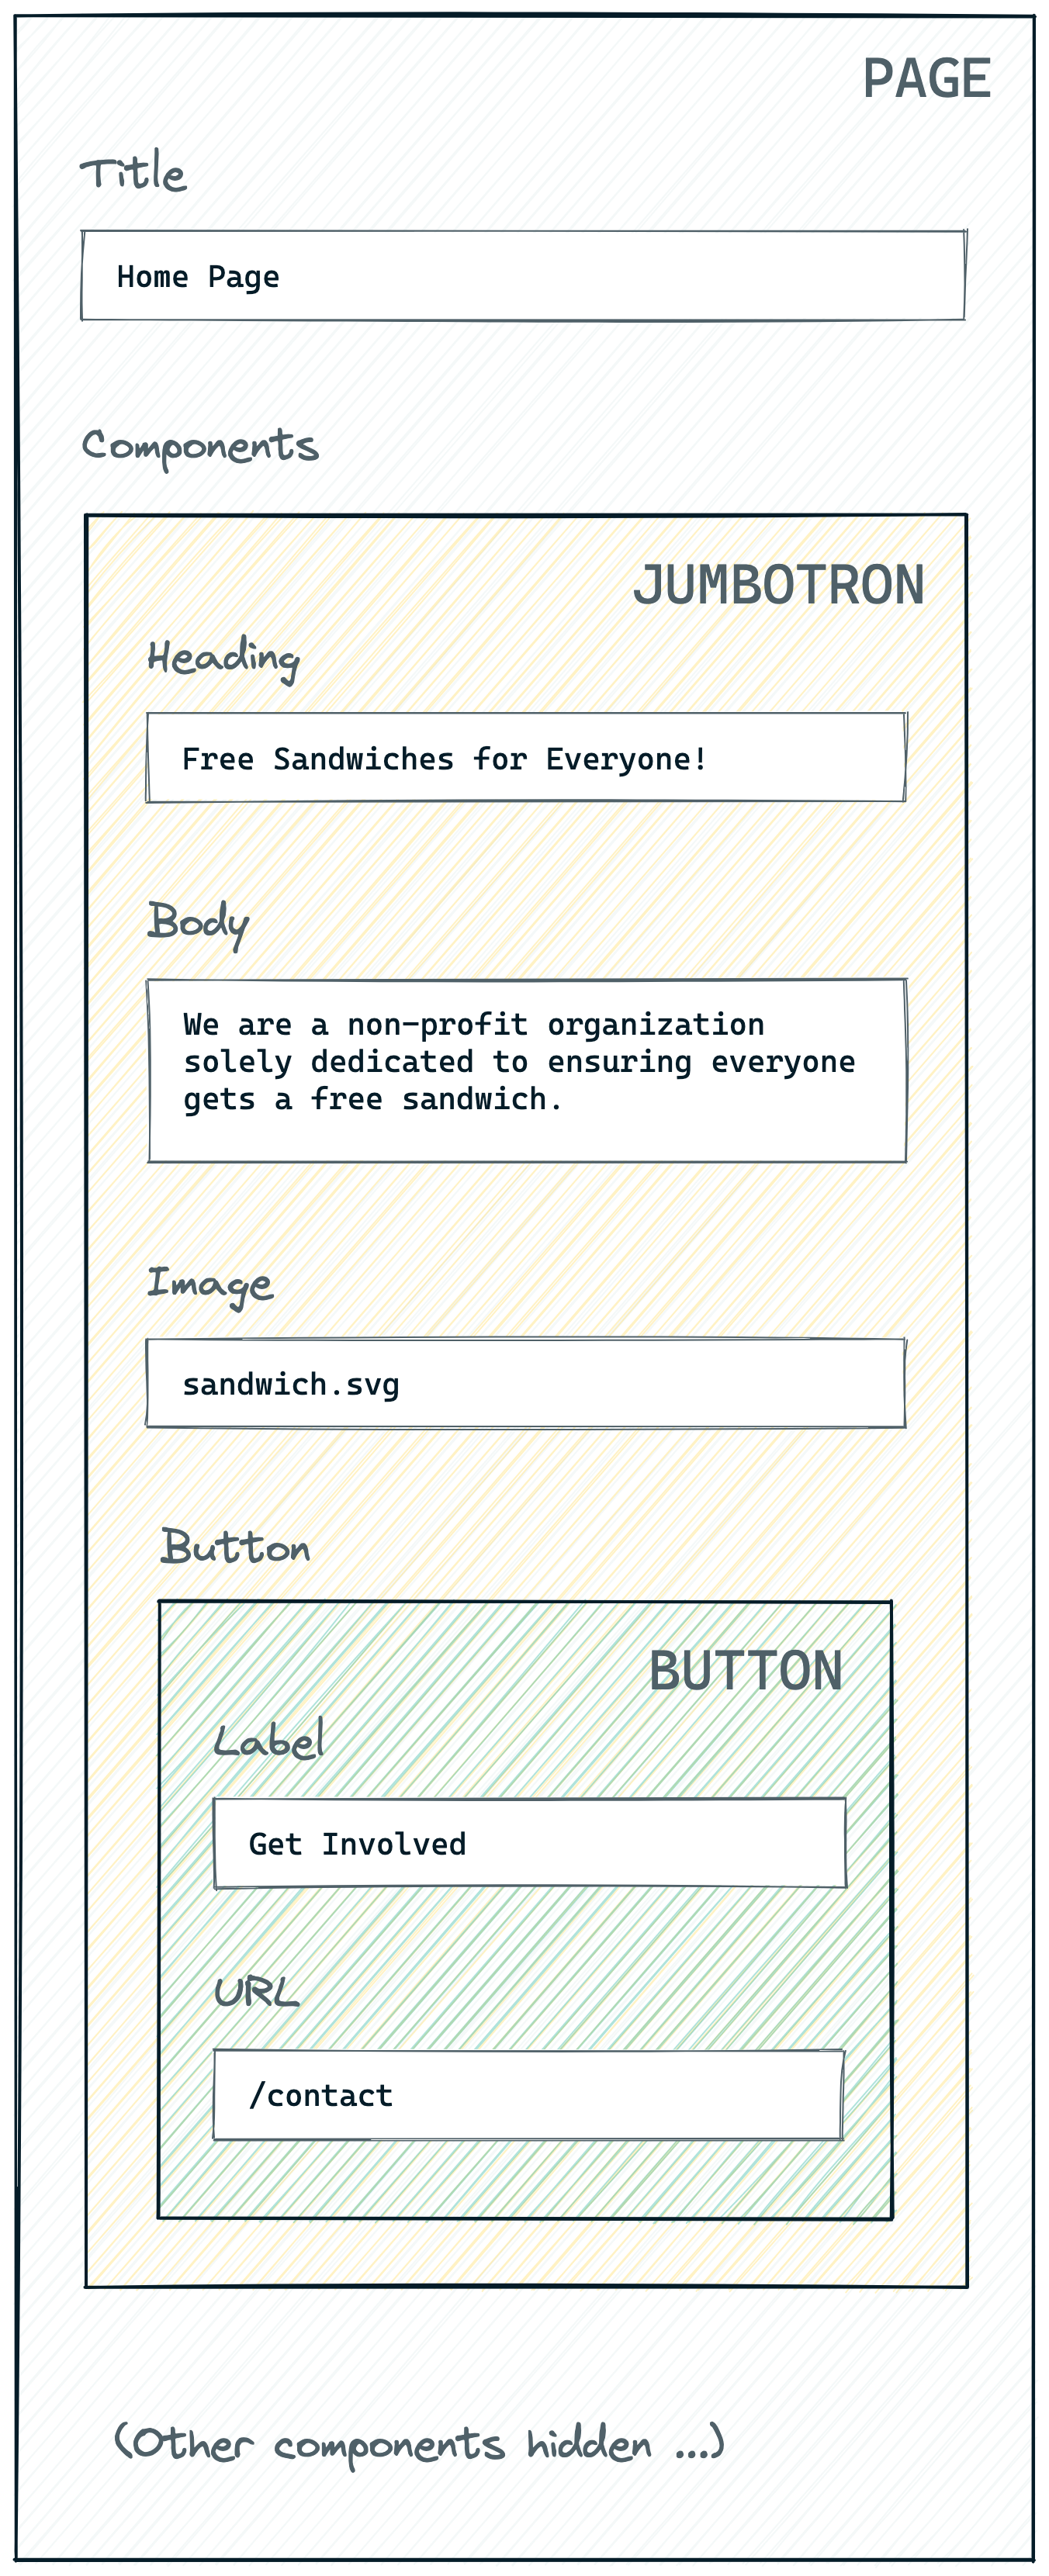 PAGE
Title
Home Page
Components
JUMBOTRON
Heading
Free Sandwiches for Everyone!
Body
We are a non-profit organization
solely dedicated to ensuring everyone
gets a free sandwich.
Image
sandwich.svg
Button
BUTTON
Label
Get Involved
URL
/contact
(Other components hidden ...)